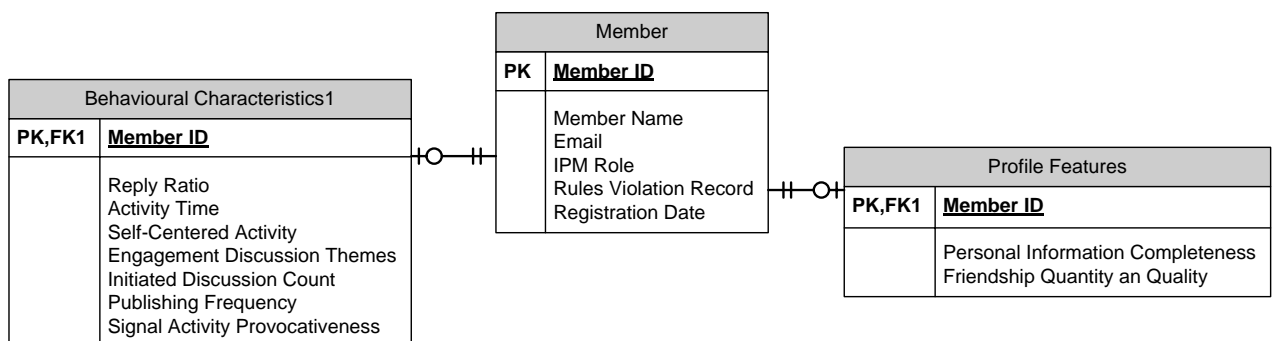 Member
PK Member ID
Member Name
Email
IPM Role
Rules Violation Record
Registration Date
Behavioural Characteristics1
PK,FK1 Member ID
Reply Ratio
Activity Time
Self-Centered Activity
Engagement Discussion Themes
Initiated Discussion Count
Publishing Frequency
Signal Activity Provocativeness
Profile Features
PK,FK1 Member ID
Personal Information Completeness
Friendship Quantity an Quality